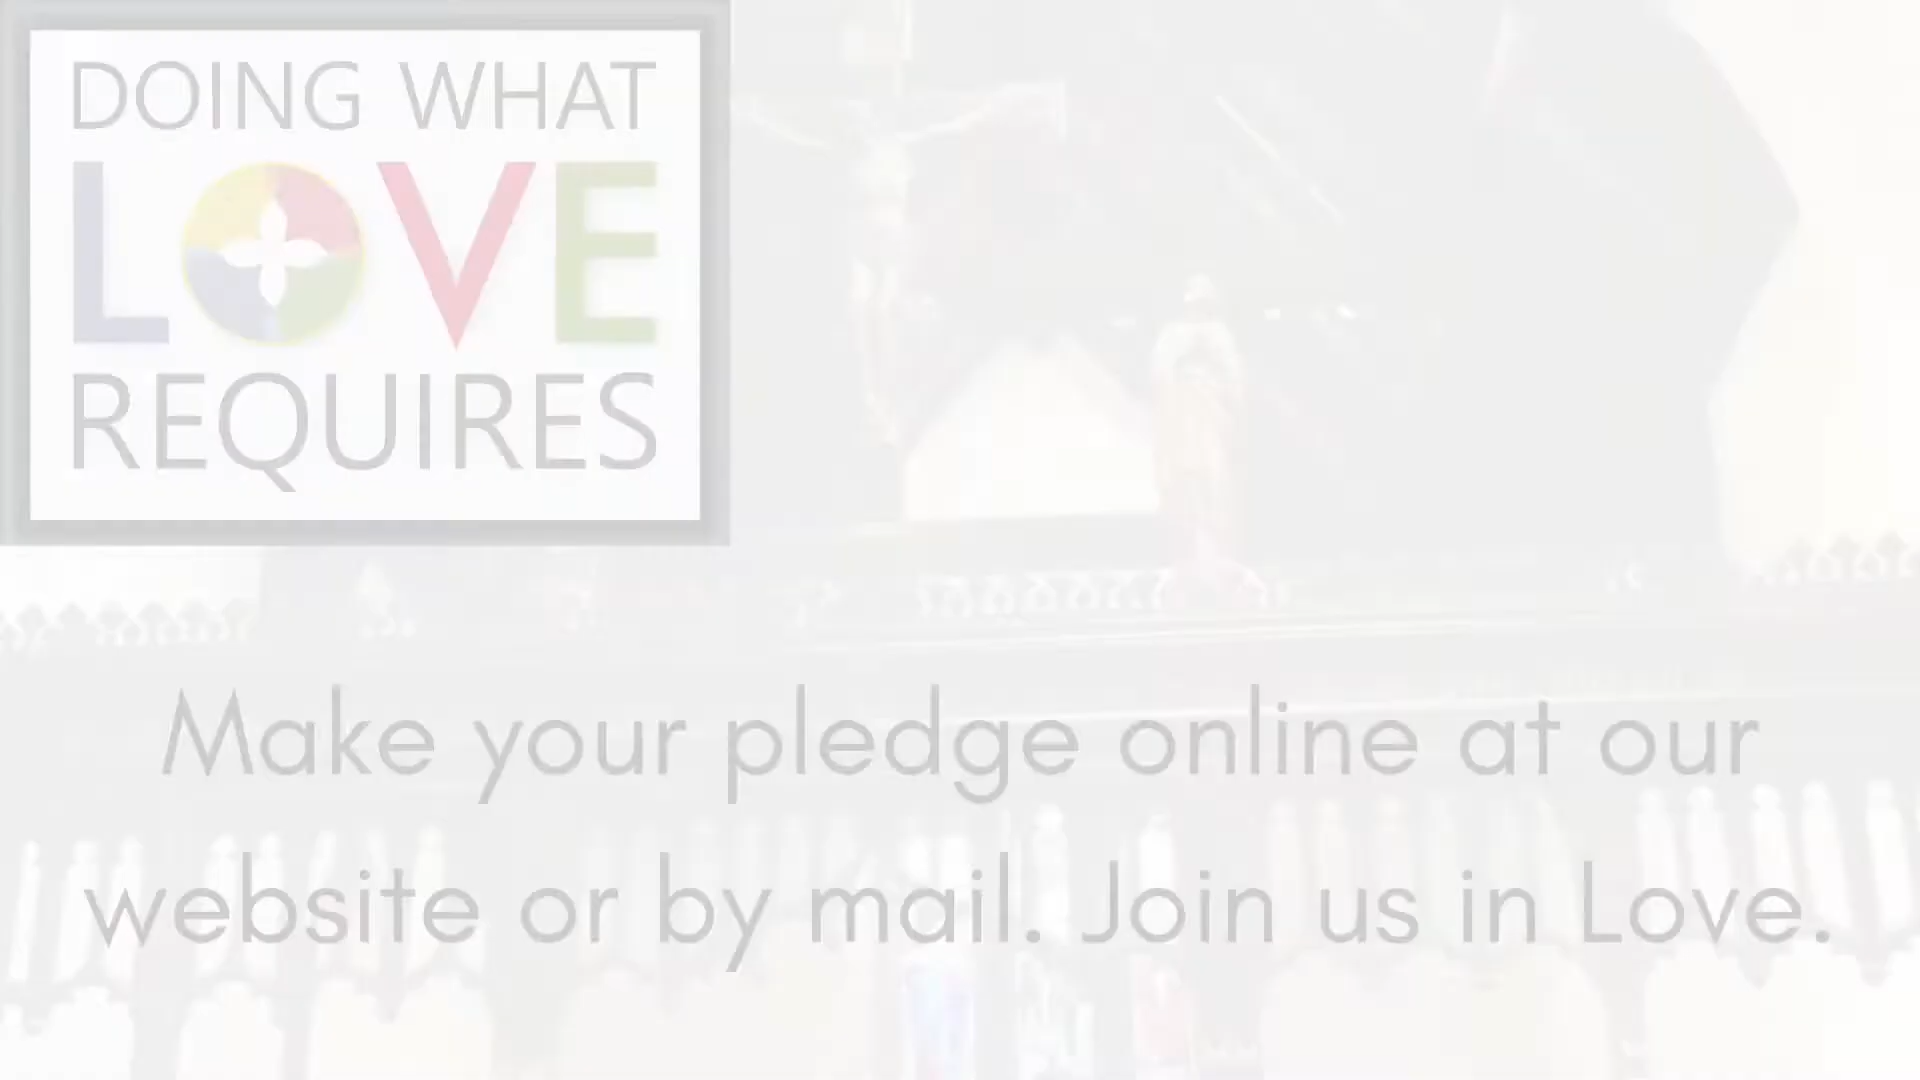 DOING WHAT
LOVE
REQUIRES
Make your pledge online at our
website or by mail. Join us in Love.